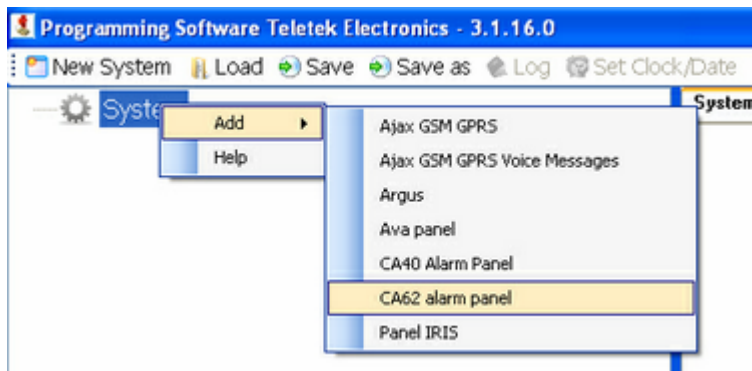 Programming Software Teletek Electronics - 3.1.16.0
New System Load Save Save as Log Set Clock/Date
System
Add
Help
Ajax GSM GPRS
Ajax GSM GPRS Voice Messages
Argus
Ava panel
CA40 Alarm Panel
CA62 alarm panel
Panel IRIS